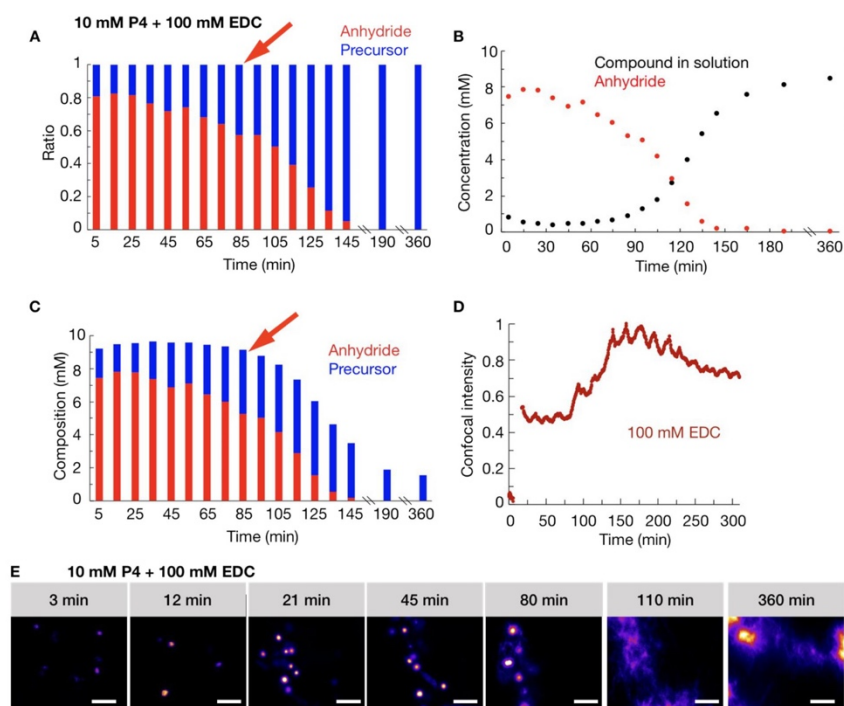 10 mM P4 + 100 mM EDC
A
Anhydride
Precursor
1
0.8
0.6
0.4
0.2
0
Ratio
5 25 45 65 85 105 125 145 190 360
Time (min)
B
Compound in solution
Anhydride
10
8
6
4
2
0
Concentration (mM)
0 30 60 90 120 150 180 360
Time (min)
C
Anhydride
Precursor
10
8
6
4
2
0
Composition (mM)
5 25 45 65 85 105 125 145 190 360
Time (min)
D
1
0.8
0.6
0.4
0.2
0
Confocal intensity
100 mM EDC
0 50 100 150 200 250 300
Time (min)
E 10 mM P4 + 100 mM EDC
3 min 12 min 21 min 45 min 80 min 110 min 360 min